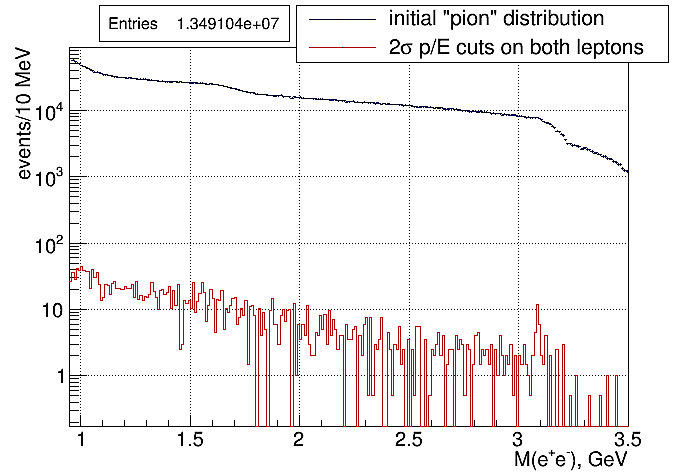 Entries 1.349104e+07
initial "pion" distribution
2σ p/E cuts on both leptons
events/10 MeV
10⁴
10³
10²
10
1
1 1.5 2 2.5 3 3.5
M(e⁺e⁻), GeV